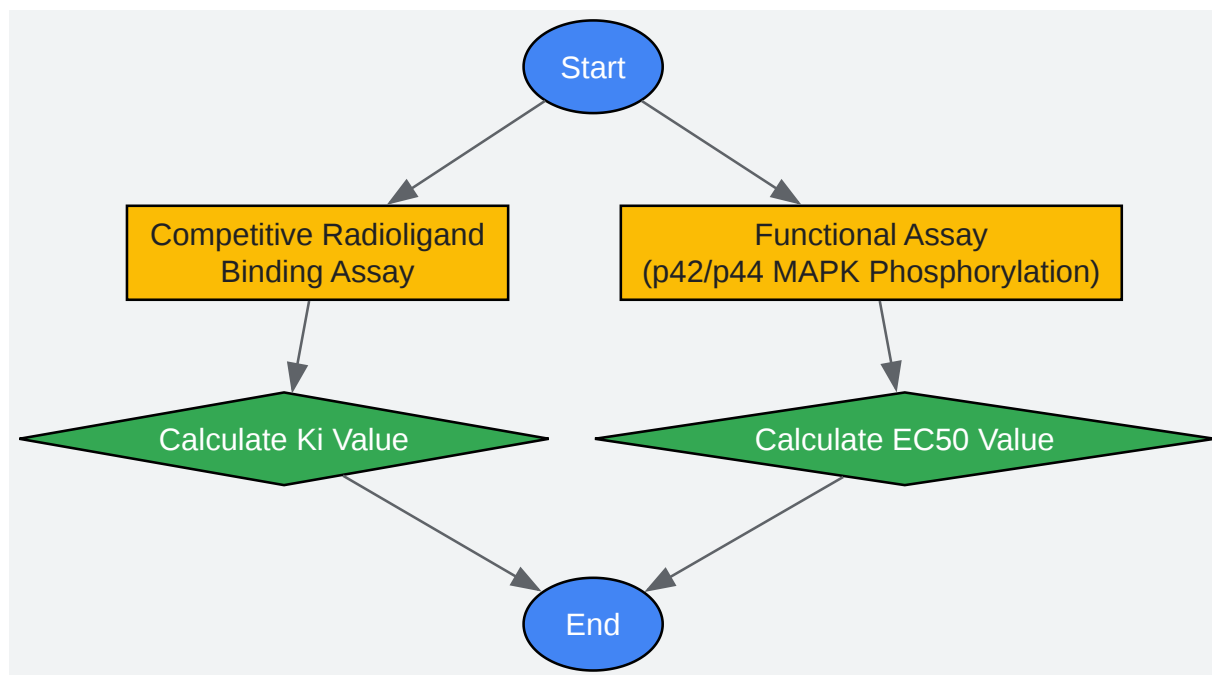 Start
Competitive Radioligand
Binding Assay
Functional Assay
(p42/p44 MAPK Phosphorylation)
Calculate Ki Value
Calculate EC50 Value
End